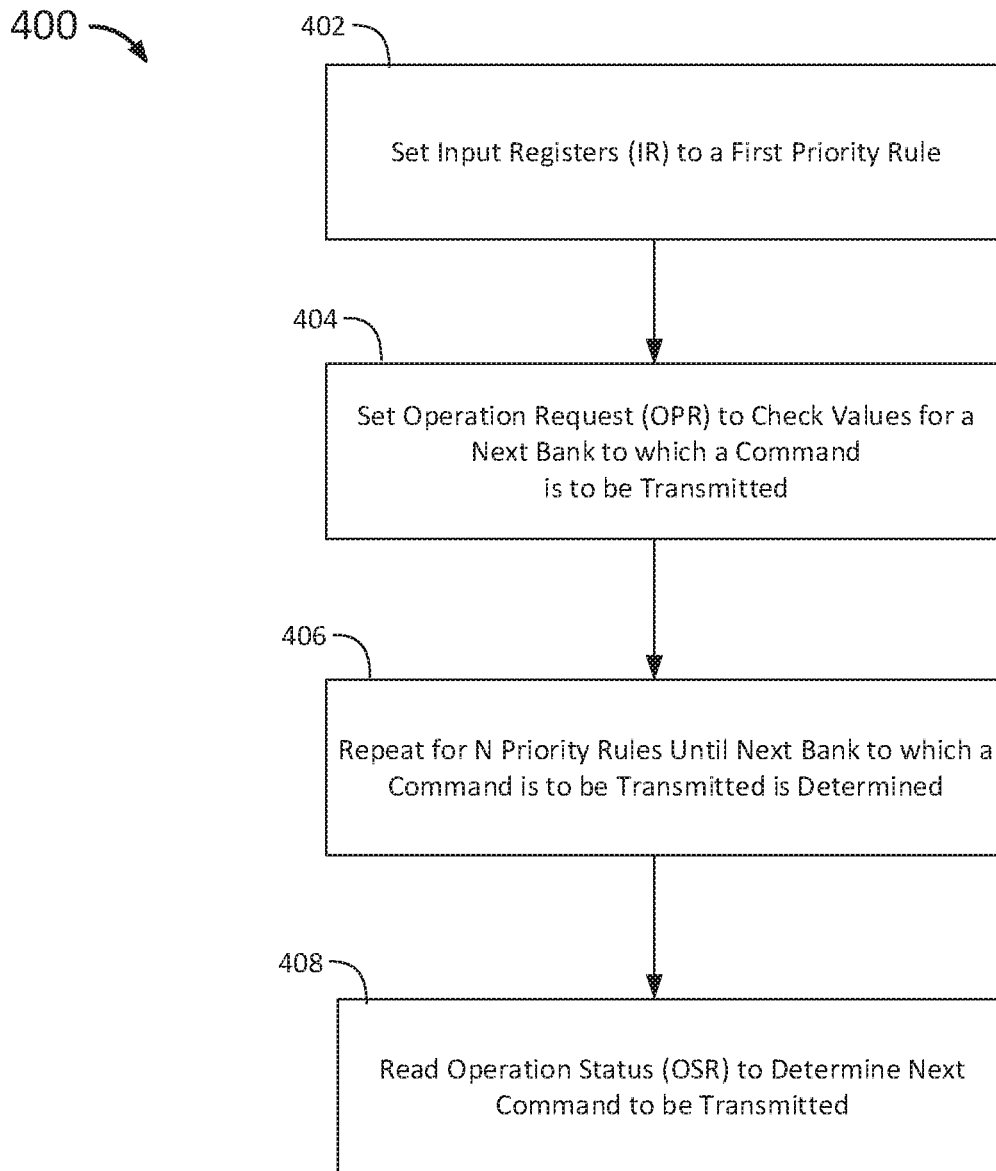 400
402
Set Input Registers (IR) to a First Priority Rule
404
Set Operation Request (OPR) to Check Values for a
Next Bank to which a Command
is to be Transmitted
406
Repeat for N Priority Rules Until Next Bank to which a
Command is to be Transmitted is Determined
408
Read Operation Status (OSR) to Determine Next
Command to be Transmitted